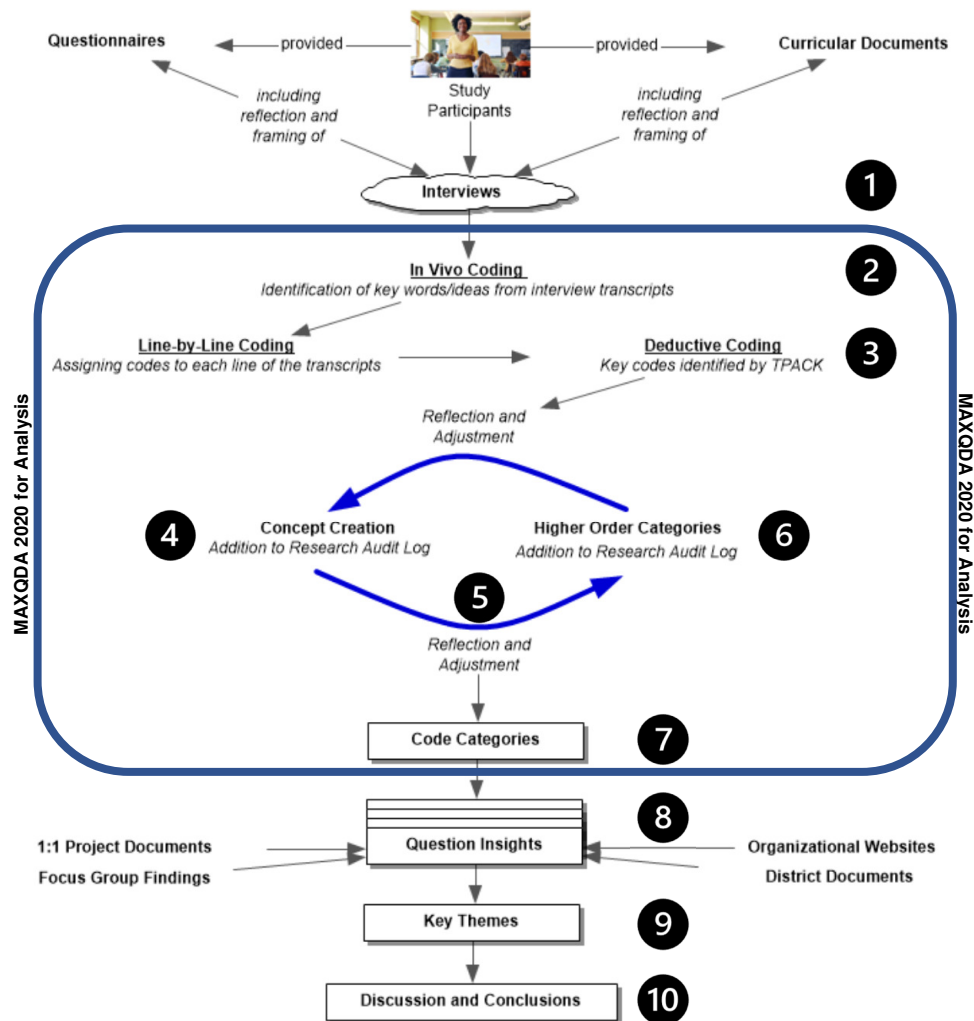 Questionnaires
provided
provided
Curricular Documents
Study
Participants
including
reflection and
framing of
including
reflection and
framing of
Interviews
1
In Vivo Coding
Identification of key words/ideas from interview transcripts
2
Line-by-Line Coding
Assigning codes to each line of the transcripts
Deductive Coding
Key codes identified by TPACK
3
Reflection and
Adjustment
MAXQDA 2020 for Analysis
MAXQDA 2020 for Analysis
4
Concept Creation
Addition to Research Audit Log
Higher Order Categories
Addition to Research Audit Log
6
5
Reflection and
Adjustment
Code Categories
7
8
1:1 Project Documents
Focus Group Findings
Question Insights
Organizational Websites
District Documents
Key Themes
9
Discussion and Conclusions
10